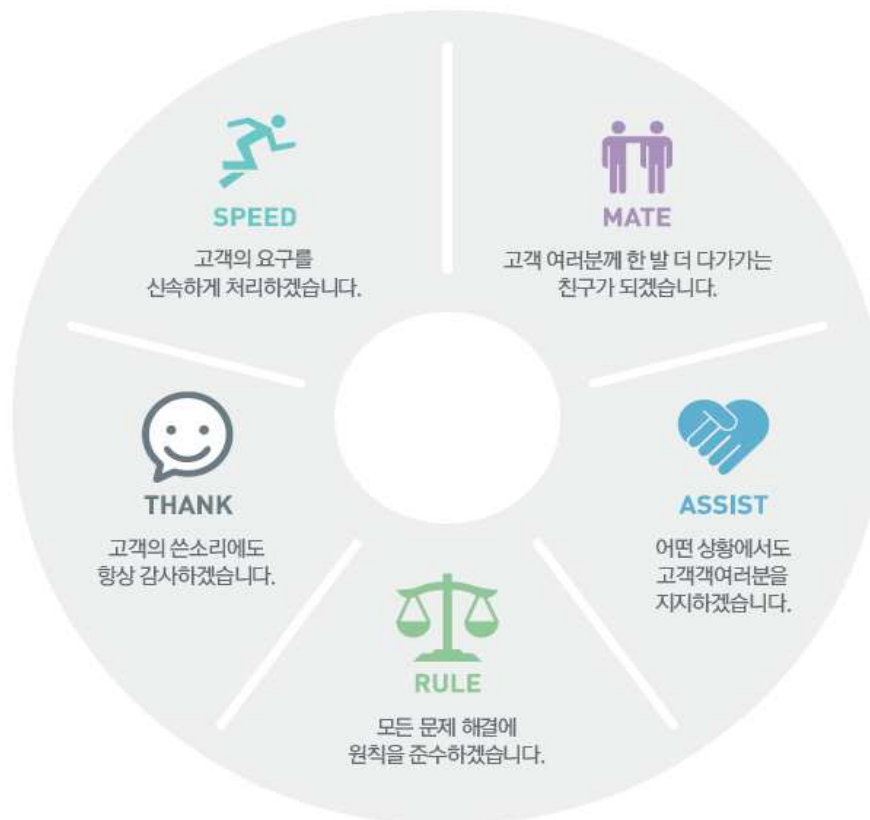 SPEED
고객의 요구를
신속하게 처리하겠습니다.
MATE
고객 여러분께 한 발 더 다가가는
친구가 되겠습니다.
ASSIST
어떤 상황에서도
고객객여러분을
지지하겠습니다.
RULE
모든 문제 해결에
원칙을 준수하겠습니다.
THANK
고객의 쓴소리에도
항상 감사하겠습니다.